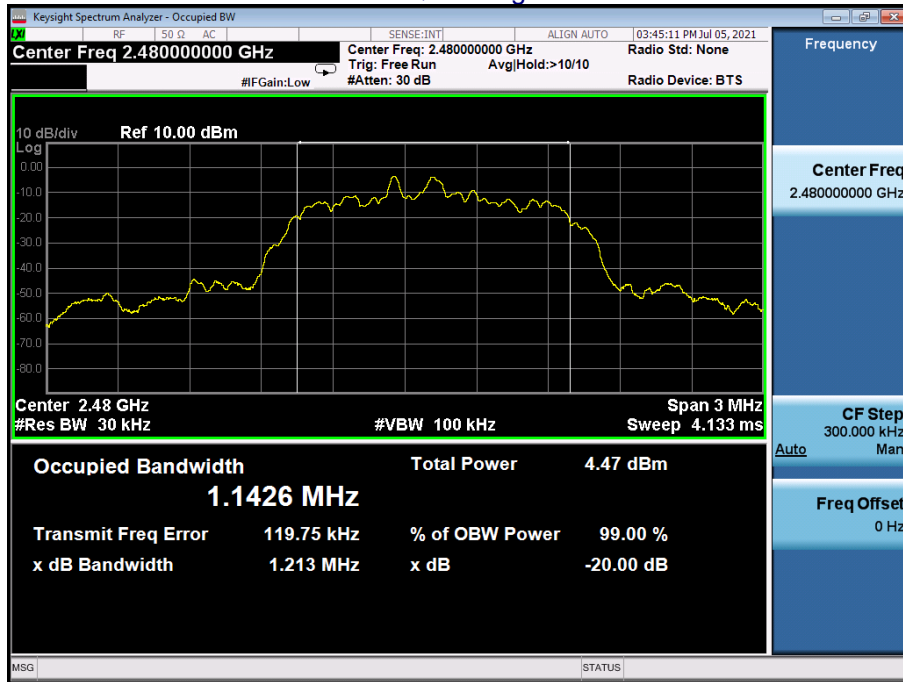 Keysight Spectrum Analyzer - Occupied BW
LXI RF 50 Ω AC SENSE:INT ALIGN AUTO 03:45:11 PM Jul 05, 2021
Center Freq 2.480000000 GHz
Center Freq: 2.480000000 GHz Radio Std: None
Trig: Free Run Avg|Hold:>10/10
#IFGain:Low #Atten: 30 dB Radio Device: BTS
10 dB/div Ref 10.00 dBm
Log
0.00
-10.0
-20.0
-30.0
-40.0
-50.0
-60.0
-70.0
-80.0
Center 2.48 GHz Span 3 MHz
#Res BW 30 kHz #VBW 100 kHz Sweep 4.133 ms
Occupied Bandwidth Total Power 4.47 dBm
1.1426 MHz
Transmit Freq Error 119.75 kHz % of OBW Power 99.00 %
x dB Bandwidth 1.213 MHz x dB -20.00 dB
MSG STATUS
Frequency
Center Freq
2.480000000 GHz
CF Step
300.000 kHz
Auto Man
Freq Offset
0 Hz